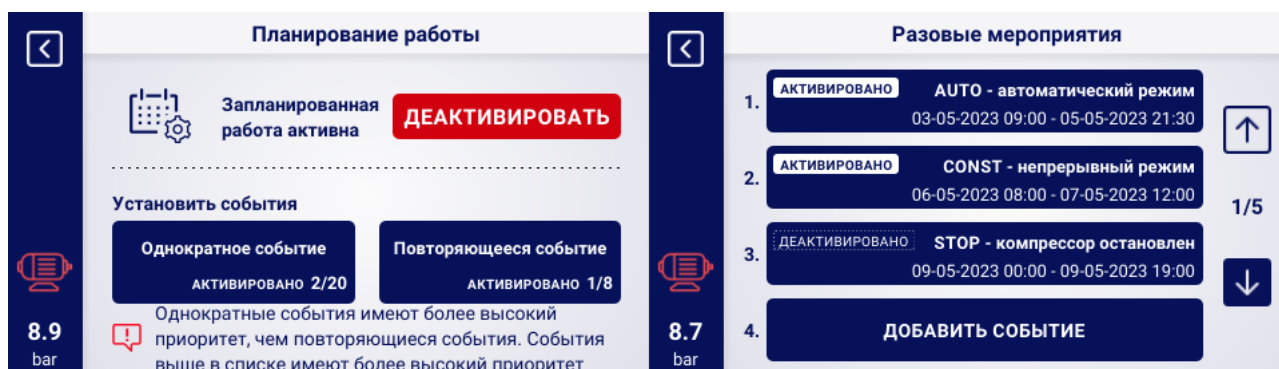 Планирование работы
Запланированная
работа активна
ДЕАКТИВИРОВАТЬ
Установить события
Однократное событие
АКТИВИРОВАНО 2/20
Повторяющееся событие
АКТИВИРОВАНО 1/8
Однократные события имеют более высокий
приоритет, чем повторяющиеся события. События
выше в списке имеют более высокий приоритет
8.9
bar
Разовые мероприятия
1.
АКТИВИРОВАНО
AUTO - автоматический режим
03-05-2023 09:00 - 05-05-2023 21:30
2.
АКТИВИРОВАНО
CONST - непрерывный режим
06-05-2023 08:00 - 07-05-2023 12:00
3.
ДЕАКТИВИРОВАНО
STOP - компрессор остановлен
09-05-2023 00:00 - 09-05-2023 19:00
4.
ДОБАВИТЬ СОБЫТИЕ
1/5
8.7
bar